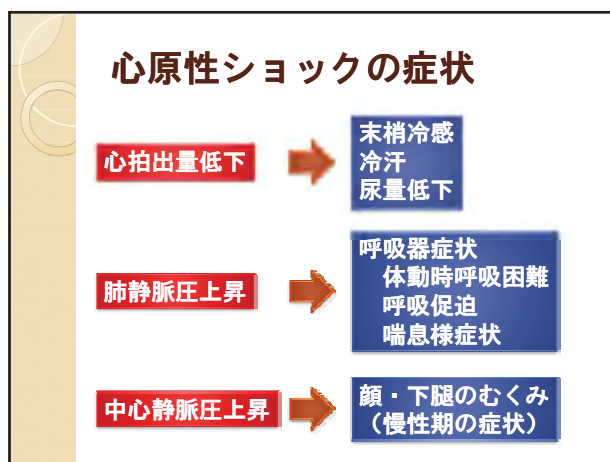 心原性ショックの症状
心拍出量低下
末梢冷感
冷汗
尿量低下
肺静脈圧上昇
呼吸器症状
体動時呼吸困難
呼吸促迫
喘息様症状
中心静脈圧上昇
顔・下腿のむくみ
（慢性期の症状）